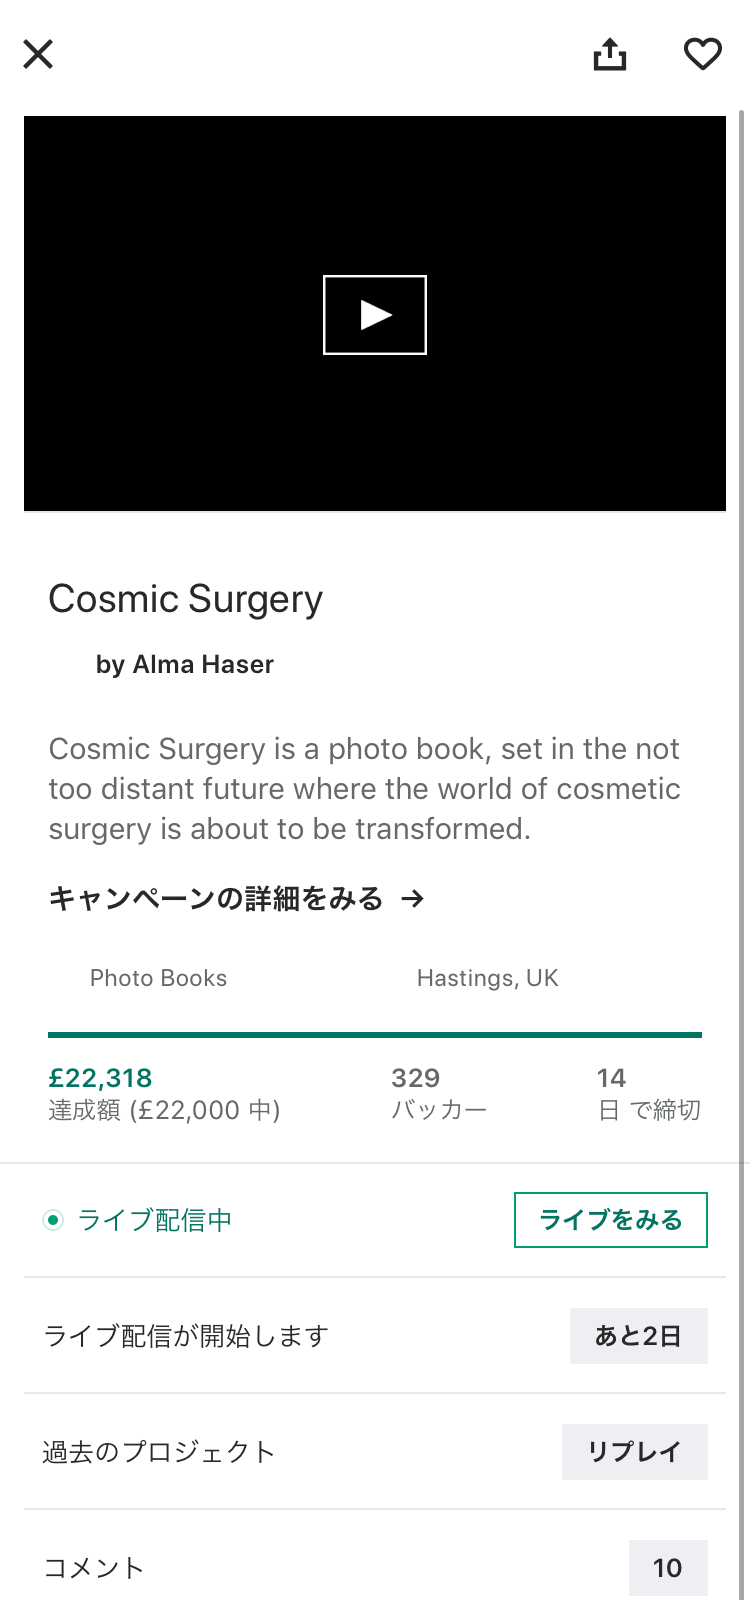 Cosmic Surgery
by Alma Haser
Cosmic Surgery is a photo book, set in the not
too distant future where the world of cosmetic
surgery is about to be transformed.
キャンペーンの詳細をみる →
Photo Books
Hastings, UK
£22,318
達成額 (£22,000 中)
329
バッカー
14
日 で締切
ライブ配信中
ライブをみる
ライブ配信が開始します
あと2日
過去のプロジェクト
リプレイ
コメント
10